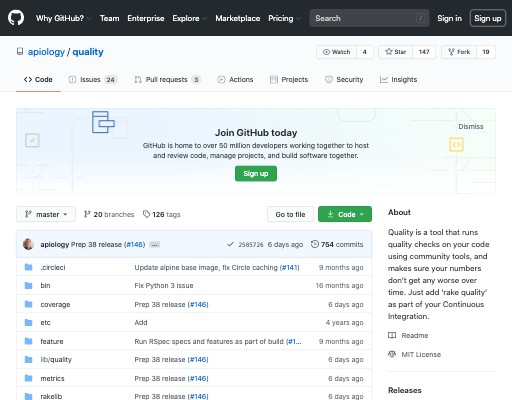 Why GitHub? Team Enterprise Explore Marketplace Pricing Search / Sign in Sign up
apiology / quality Watch 4 Star 147 Fork 19
Code Issues 24 Pull requests 3 Actions Projects Security Insights
Join GitHub today
Dismiss
GitHub is home to over 50 million developers working together to host
and review code, manage projects, and build software together.
Sign up
master 20 branches 126 tags Go to file Code
apiology Prep 38 release (#146) ... 2585726 6 days ago 754 commits
.circleci Update alpine base image, fix Circle caching (#141) 9 months ago
bin Fix Python 3 issue 16 months ago
coverage Prep 38 release (#146) 6 days ago
etc Add 4 years ago
feature Run RSpec specs and features as part of build (#1... 9 months ago
lib/quality Prep 38 release (#146) 6 days ago
metrics Prep 38 release (#146) 6 days ago
rakelib Prep 38 release (#146) 6 days ago
About
Quality is a tool that runs
quality checks on your code
using community tools, and
makes sure your numbers
don't get any worse over
time. Just add 'rake quality'
as part of your Continuous
Integration.
Readme
MIT License
Releases